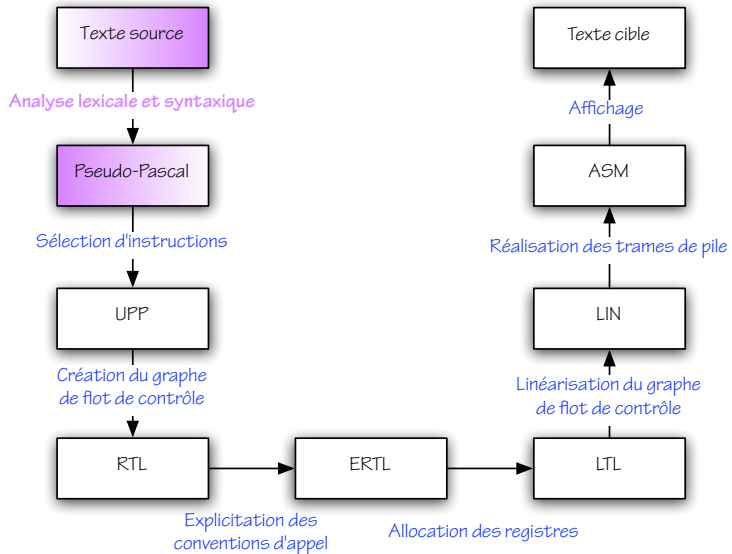 Texte source
Analyse lexicale et syntaxique
Pseudo-Pascal
Sélection d'instructions
UPP
Création du graphe
de flot de contrôle
RTL
Explicitation des
conventions d'appel
ERTL
Allocation des registres
LTL
Linéarisation du graphe
de flot de contrôle
LIN
Réalisation des trames de pile
ASM
Affichage
Texte cible